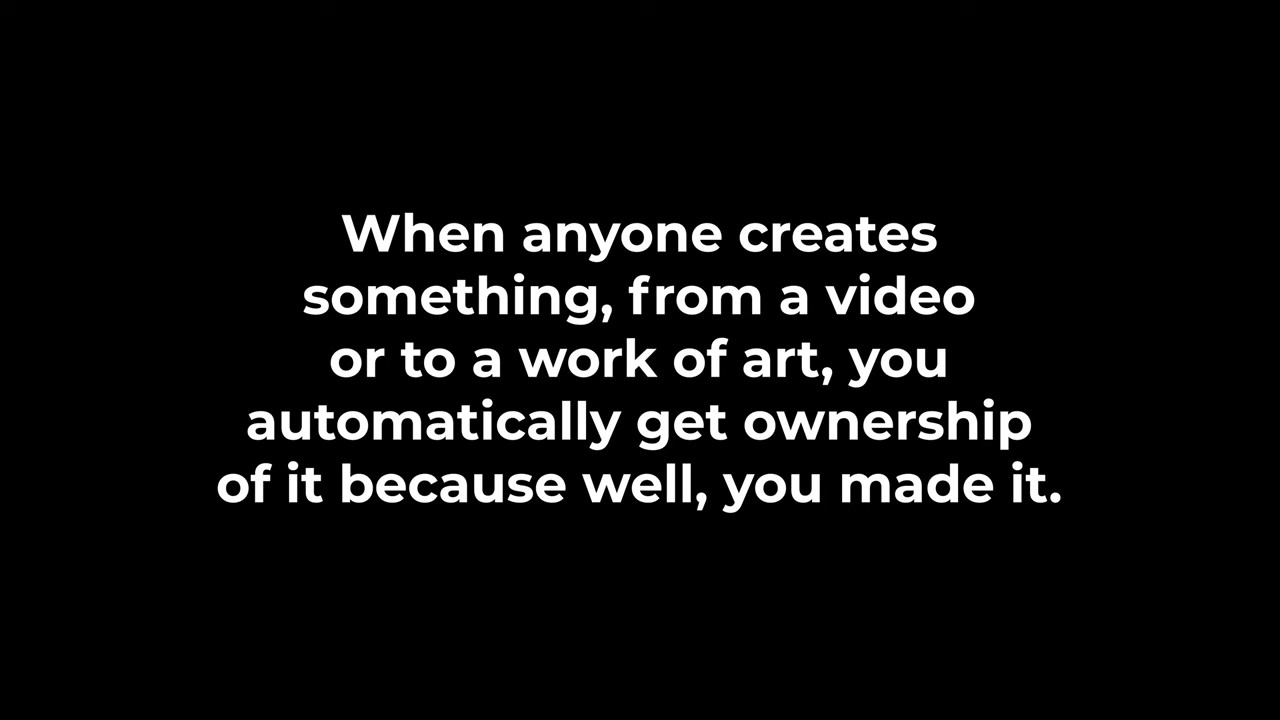 When anyone creates
something, from a video
or to a work of art, you
automatically get ownership
of it because well, you made it.